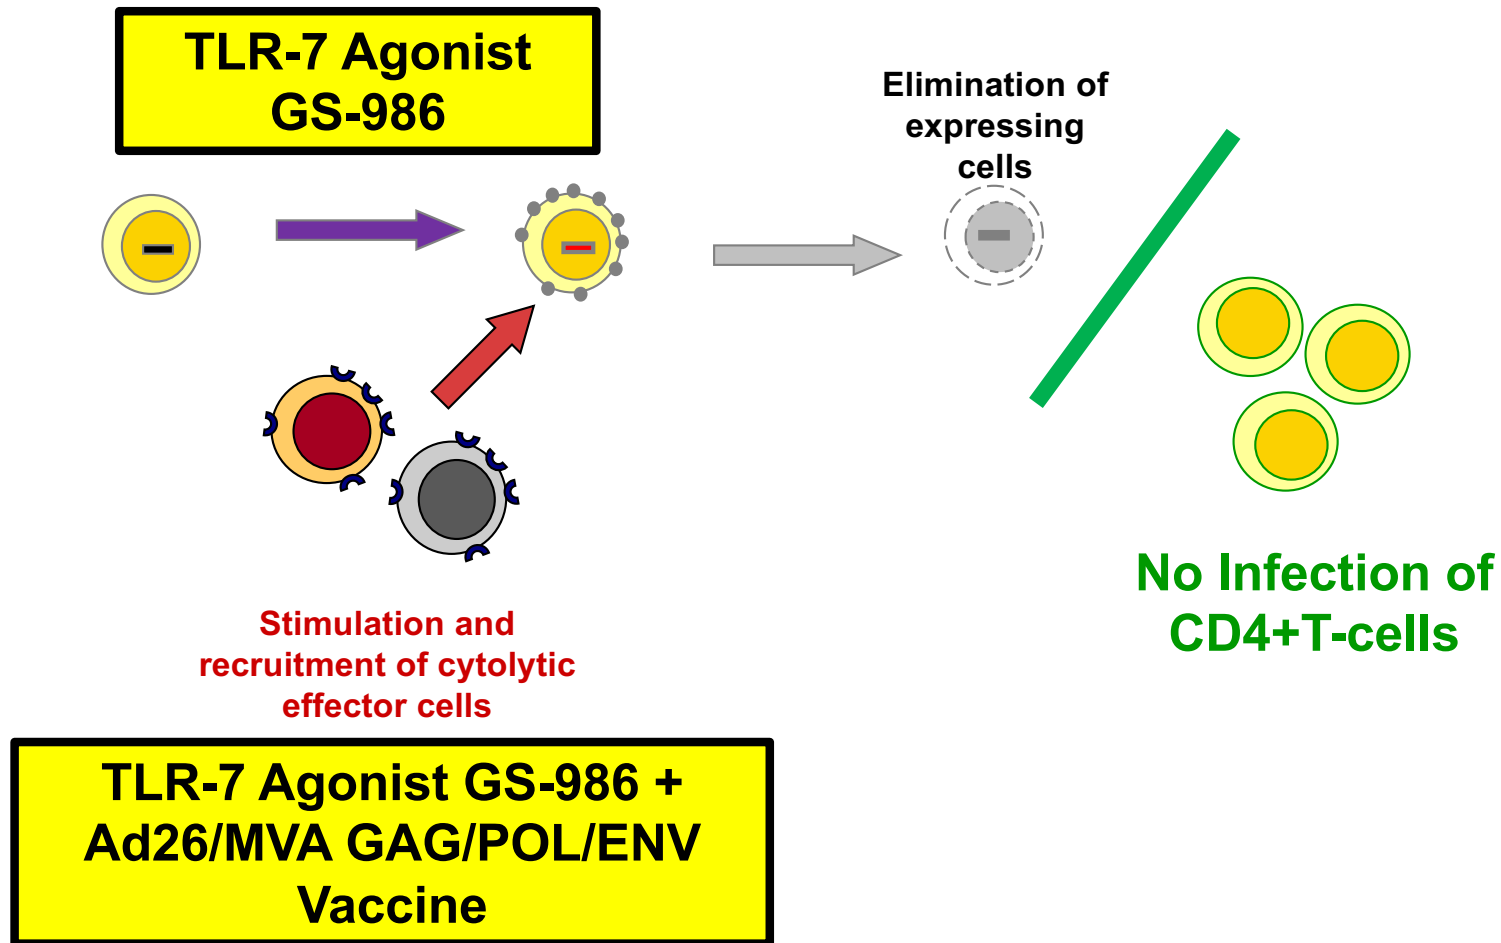 TLR-7 Agonist
GS-986
Elimination of
expressing
cells
Stimulation and
recruitment of cytolytic
effector cells
No Infection of
CD4+T-cells
TLR-7 Agonist GS-986 +
Ad26/MVA GAG/POL/ENV
Vaccine